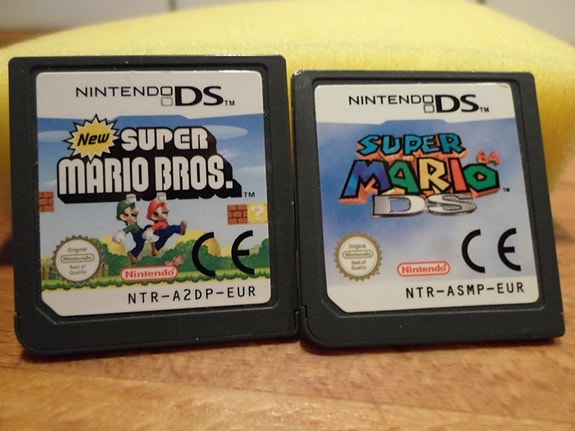 NINTENDO DS TM
New SUPER
MARIO BROS. TM
Original
Nintendo
Seal of
Quality
Nintendo
CE
NTR-A2DP-EUR
NINTENDO DS TM
SUPER
MARIO 64 TM
DS
Original
Nintendo
Seal of
Quality
Nintendo
CE
NTR-ASMP-EUR